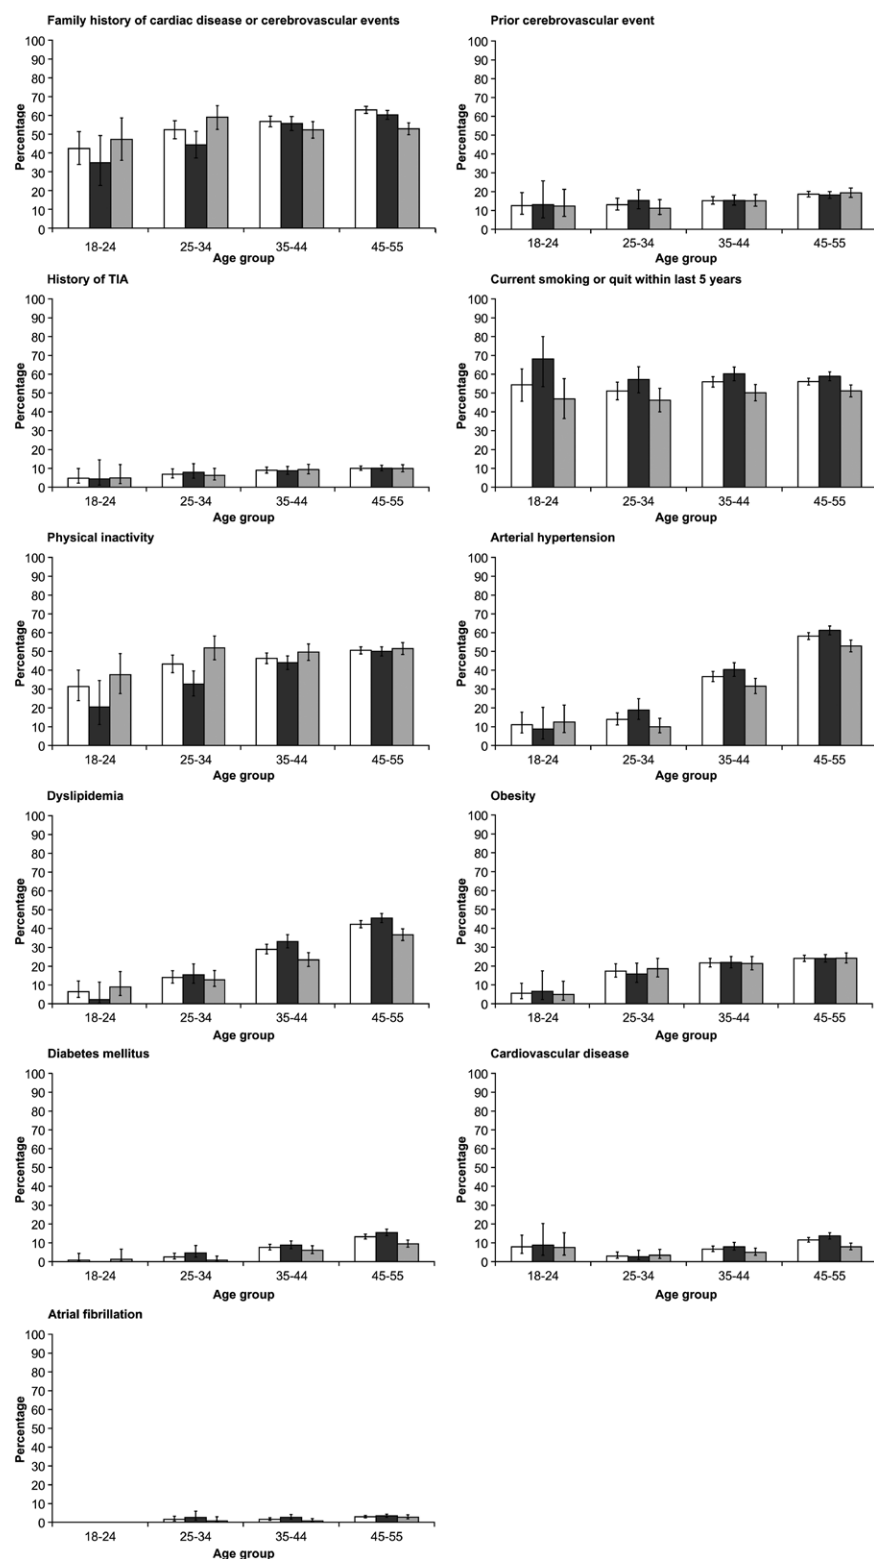 Family history of cardiac disease or cerebrovascular events
Percentage
100
90
80
70
60
50
40
30
20
10
0
18-24 25-34 35-44 45-55
Age group
Prior cerebrovascular event
Percentage
100
90
80
70
60
50
40
30
20
10
0
18-24 25-34 35-44 45-55
Age group
History of TIA
Percentage
100
90
80
70
60
50
40
30
20
10
0
18-24 25-34 35-44 45-55
Age group
Current smoking or quit within last 5 years
Percentage
100
90
80
70
60
50
40
30
20
10
0
18-24 25-34 35-44 45-55
Age group
Physical inactivity
Percentage
100
90
80
70
60
50
40
30
20
10
0
18-24 25-34 35-44 45-55
Age group
Arterial hypertension
Percentage
100
90
80
70
60
50
40
30
20
10
0
18-24 25-34 35-44 45-55
Age group
Dyslipidemia
Percentage
100
90
80
70
60
50
40
30
20
10
0
18-24 25-34 35-44 45-55
Age group
Obesity
Percentage
100
90
80
70
60
50
40
30
20
10
0
18-24 25-34 35-44 45-55
Age group
Diabetes mellitus
Percentage
100
90
80
70
60
50
40
30
20
10
0
18-24 25-34 35-44 45-55
Age group
Cardiovascular disease
Percentage
100
90
80
70
60
50
40
30
20
10
0
18-24 25-34 35-44 45-55
Age group
Atrial fibrillation
Percentage
100
90
80
70
60
50
40
30
20
10
0
18-24 25-34 35-44 45-55
Age group